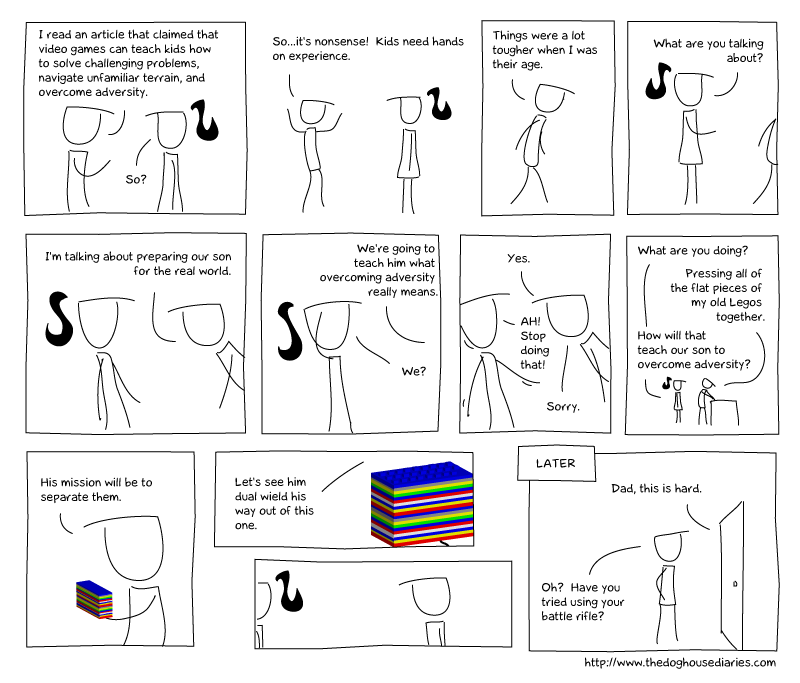 I read an article that claimed that
video games can teach kids how
to solve challenging problems,
navigate unfamiliar terrain, and
overcome adversity.
So?
So...it's nonsense! Kids need hands
on experience.
Things were a lot
tougher when I was
their age.
What are you talking
about?
I'm talking about preparing our son
for the real world.
We're going to
teach him what
overcoming adversity
really means.
We?
Yes.
AH!
Stop
doing
that!
Sorry.
What are you doing?
Pressing all of
the flat pieces of
my old Legos
together.
How will that
teach our son to
overcome adversity?
His mission will be to
separate them.
Let's see him
dual wield his
way out of this
one.
LATER
Dad, this is hard.
Oh? Have you
tried using your
battle rifle?
http://www.thedoghousediaries.com